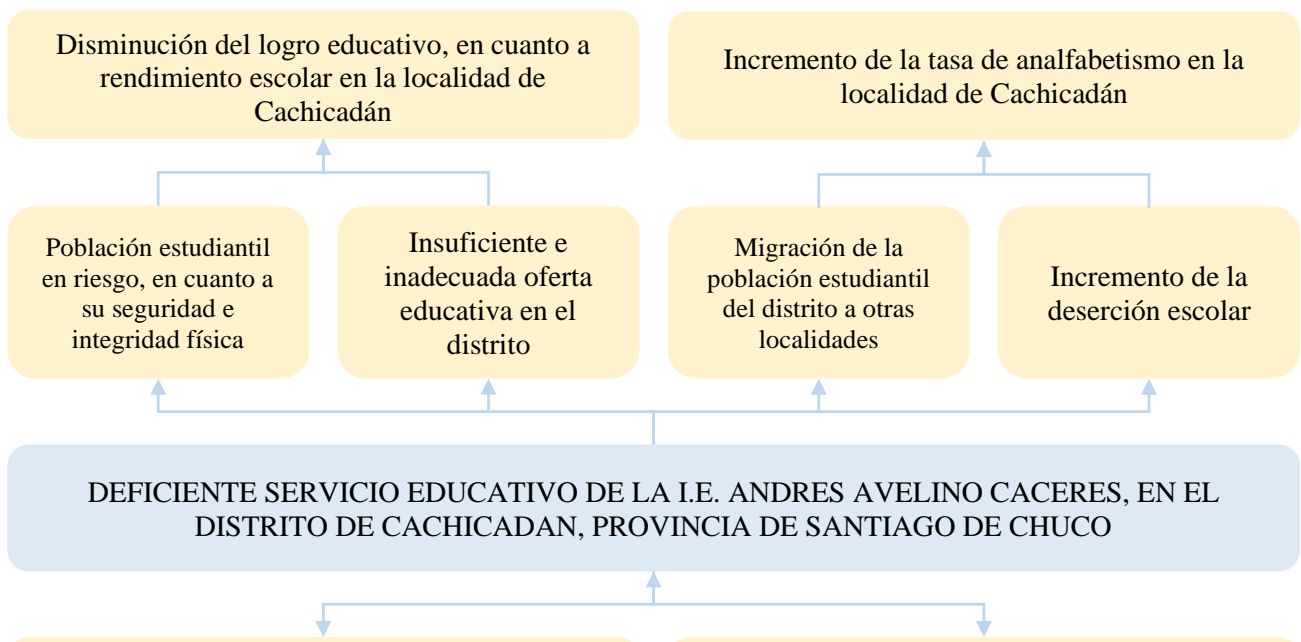 Disminución del logro educativo, en cuanto a
rendimiento escolar en la localidad de
Cachicadán
Incremento de la tasa de analfabetismo en la
localidad de Cachicadán
Población estudiantil
en riesgo, en cuanto a
su seguridad e
integridad física
Insuficiente e
inadecuada oferta
educativa en el
distrito
Migración de la
población estudiantil
del distrito a otras
localidades
Incremento de la
deserción escolar
DEFICIENTE SERVICIO EDUCATIVO DE LA I.E. ANDRES AVELINO CACERES, EN EL
DISTRITO DE CACHICADAN, PROVINCIA DE SANTIAGO DE CHUCO